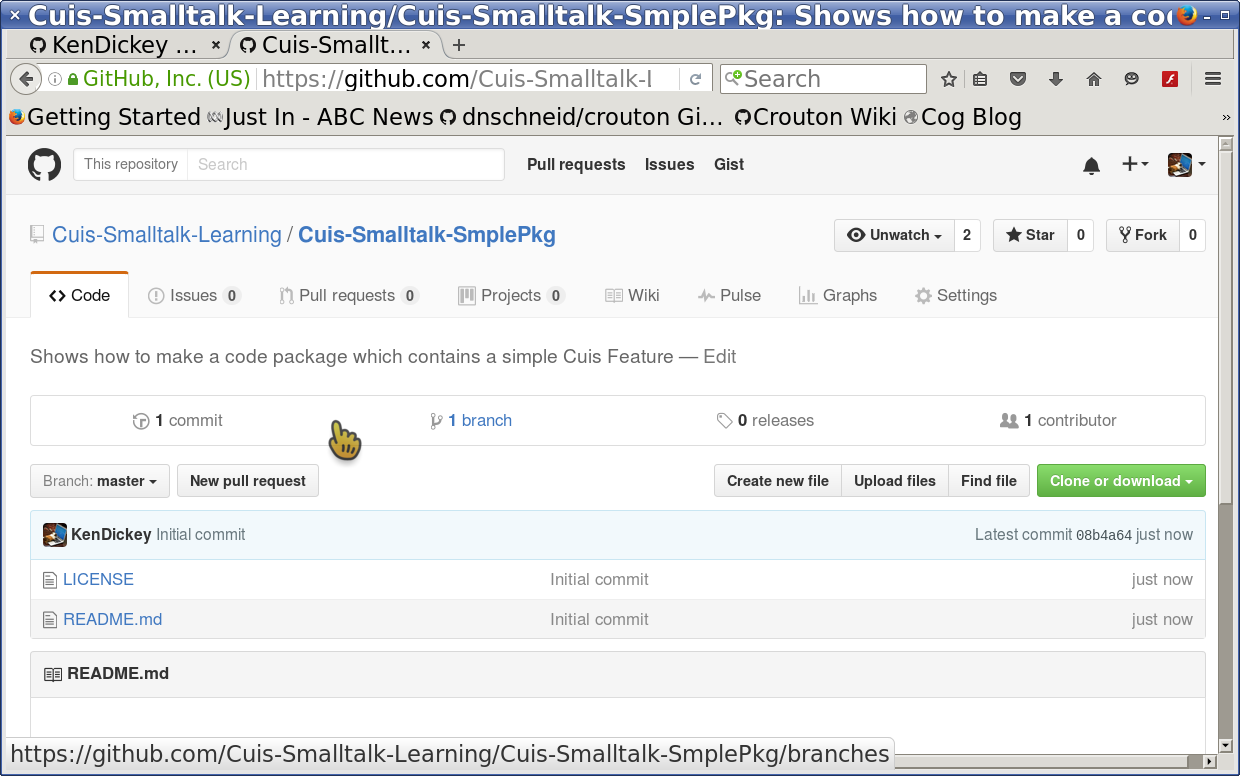 Cuis-Smalltalk-Learning/Cuis-Smalltalk-SmplePkg: Shows how to make a co
KenDickey ... × Cuis-Smallt... × +
GitHub, Inc. (US) https://github.com/Cuis-Smalltalk-l Search
Getting Started Just In - ABC News dnschneid/crouton Gi... Crouton Wiki Cog Blog »
This repository Search Pull requests Issues Gist
Cuis-Smalltalk-Learning / Cuis-Smalltalk-SmplePkg Unwatch 2 Star 0 Fork 0
Code Issues 0 Pull requests 0 Projects 0 Wiki Pulse Graphs Settings
Shows how to make a code package which contains a simple Cuis Feature — Edit
1 commit 1 branch 0 releases 1 contributor
Branch: master New pull request Create new file Upload files Find file Clone or download
KenDickey Initial commit Latest commit 08b4a64 just now
LICENSE Initial commit just now
README.md Initial commit just now
README.md
https://github.com/Cuis-Smalltalk-Learning/Cuis-Smalltalk-SmplePkg/branches